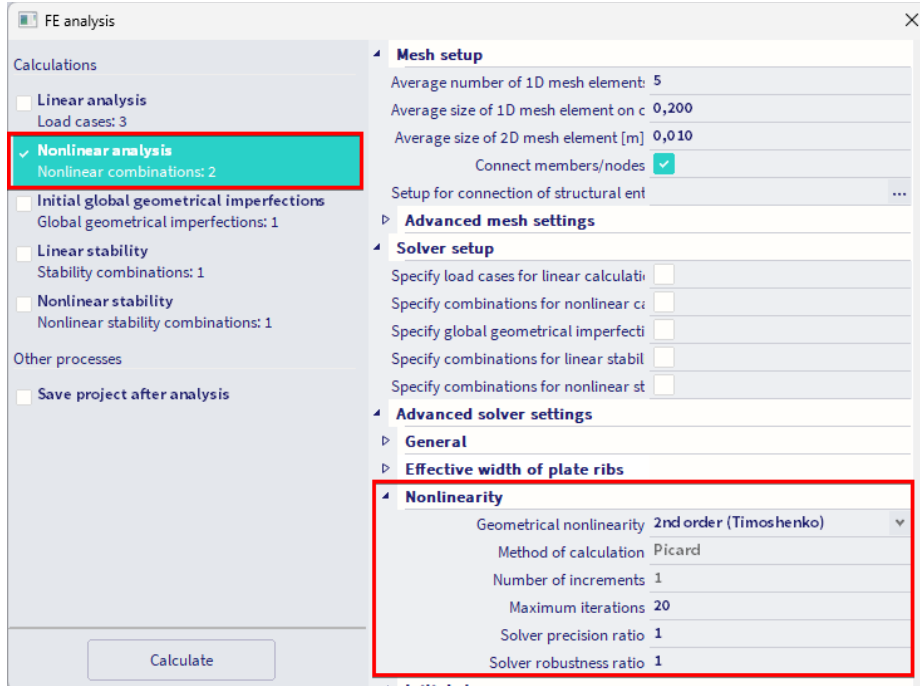 FE analysis
Calculations
Linear analysis
Load cases: 3
Nonlinear analysis
Nonlinear combinations: 2
Initial global geometrical imperfections
Global geometrical imperfections: 1
Linear stability
Stability combinations: 1
Nonlinear stability
Nonlinear stability combinations: 1
Other processes
Save project after analysis
Calculate
Mesh setup
Average number of 1D mesh element: 5
Average size of 1D mesh element on c 0,200
Average size of 2D mesh element [m] 0,010
Connect members/nodes
Setup for connection of structural ent ...
Advanced mesh settings
Solver setup
Specify load cases for linear calculati
Specify combinations for nonlinear ca
Specify global geometrical imperfecti
Specify combinations for linear stabil
Specify combinations for nonlinear st
Advanced solver settings
General
Effective width of plate ribs
Nonlinearity
Geometrical nonlinearity 2nd order (Timoshenko)
Method of calculation Picard
Number of increments 1
Maximum iterations 20
Solver precision ratio 1
Solver robustness ratio 1